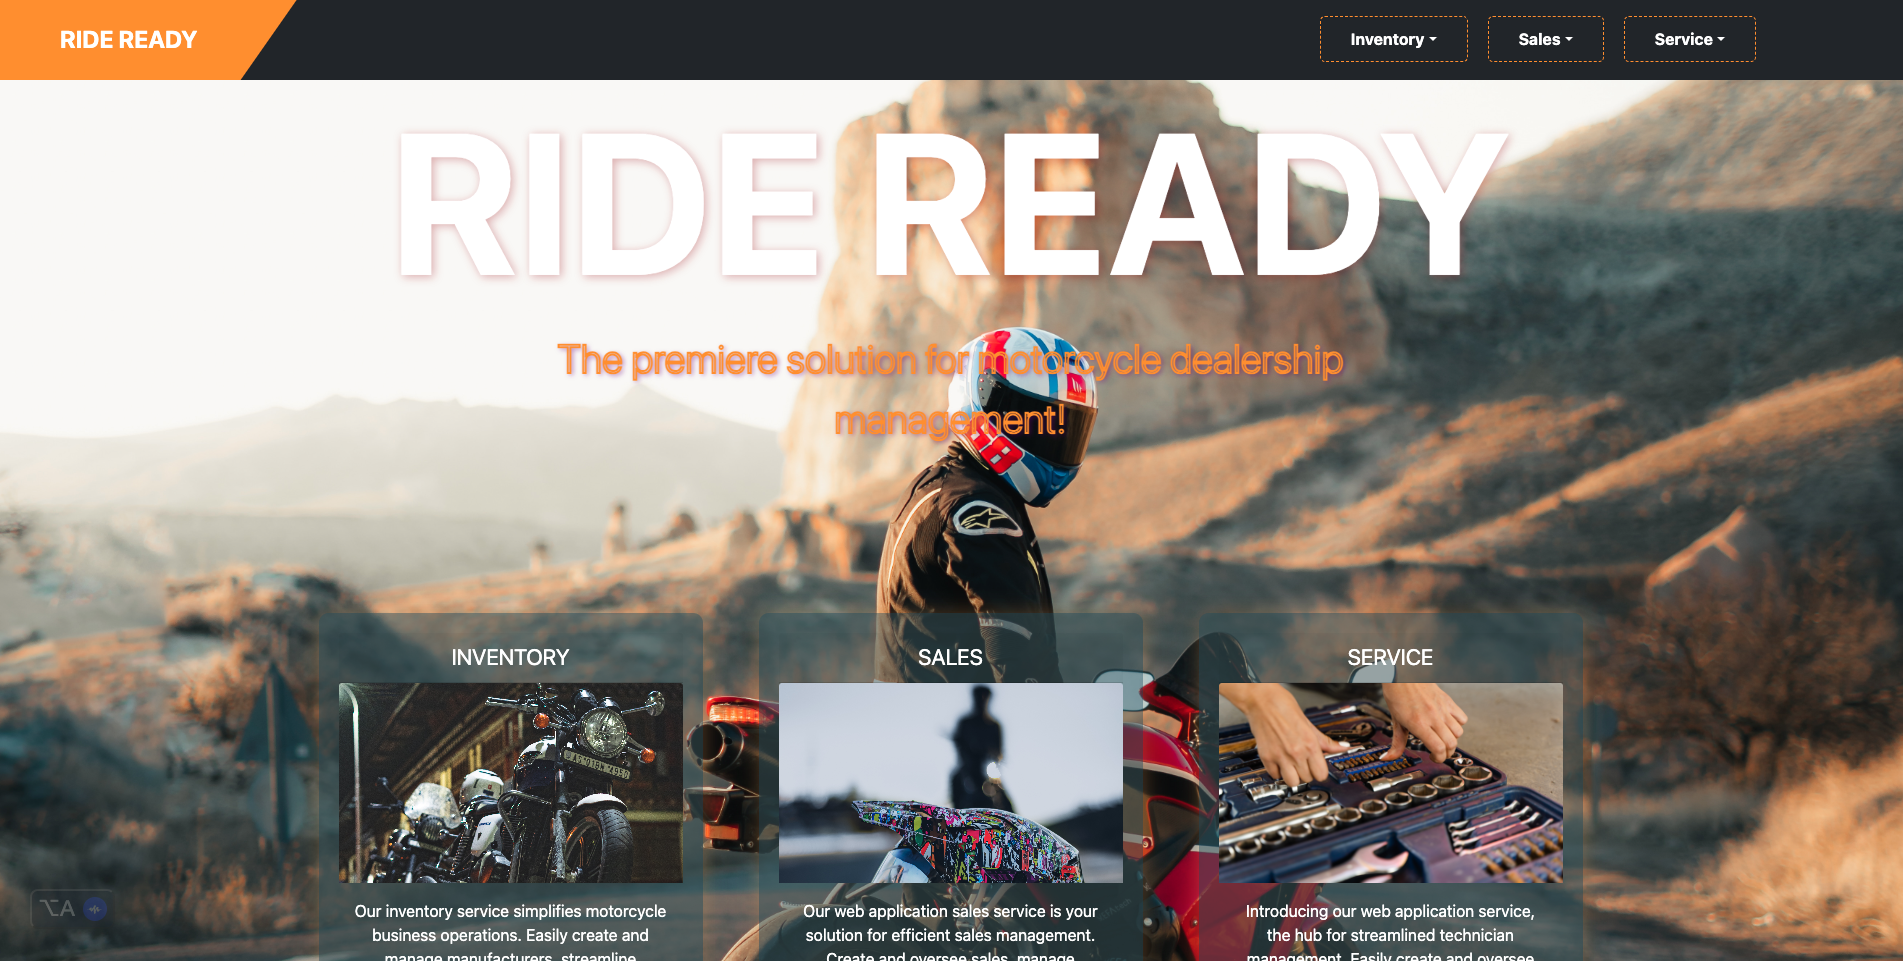 RIDE READY
Inventory
Sales
Service
RIDE READY
The premiere solution for motorcycle dealership
management!
INVENTORY
SALES
SERVICE
Our inventory service simplifies motorcycle
business operations. Easily create and
manage manufacturers, streamline
Our web application sales service is your
solution for efficient sales management.
Create and oversee sales, manage
Introducing our web application service,
the hub for streamlined technician
management. Easily create and oversee
⌥A